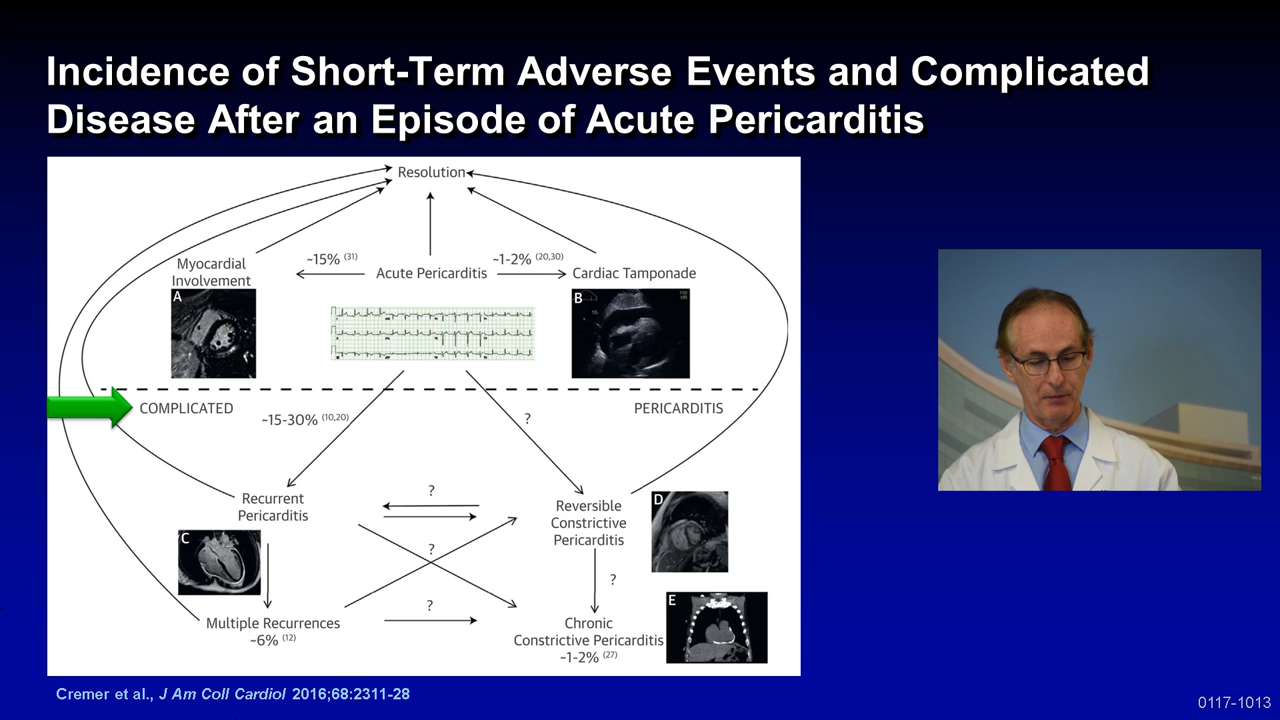 Incidence of Short-Term Adverse Events and Complicated
Disease After an Episode of Acute Pericarditis
Resolution
~15% (31)
~1-2% (20,30)
Myocardial
Involvement
Acute Pericarditis
Cardiac Tamponade
A
B
COMPLICATED
PERICARDITIS
~15-30% (10,20)
?
Recurrent
Pericarditis
?
Reversible
Constrictive
Pericarditis
D
C
?
?
?
E
Multiple Recurrences
~6% (12)
Chronic
Constrictive Pericarditis
~1-2% (27)
Cremer et al., J Am Coll Cardiol 2016;68:2311-28
0117-1013